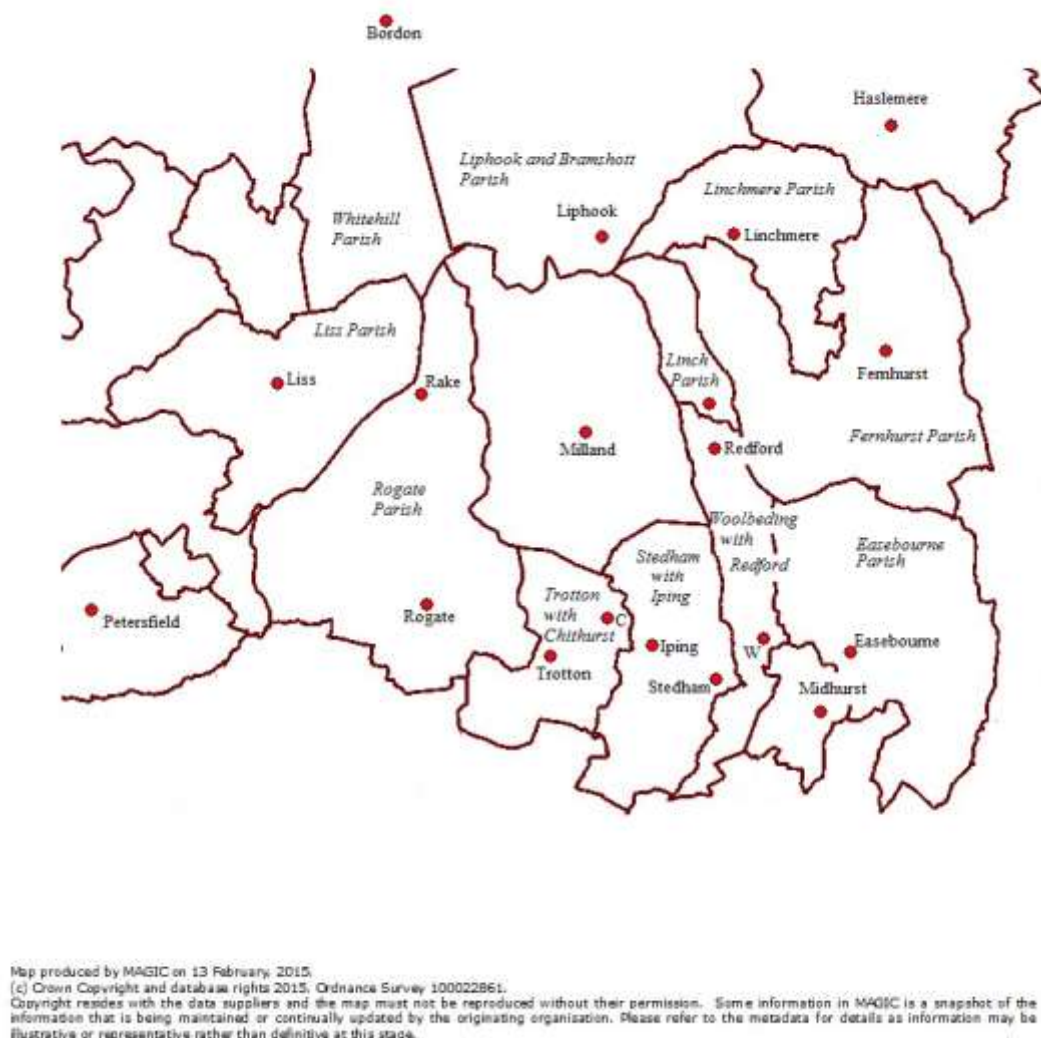 Bordon
Haslemere
Liphook and Bramshott
Parish
Linchmere Parish
Whitehill
Parish
Liphook
Linchmere
Liss Parish
Linch
Parish
Fernhurst
Liss
Rake
Milland
Redford
Fernhurst Parish
Rogate
Parish
Woolbeding
with
Redford
Easebourne
Parish
Stedham
with
Iping
Trotton
with
Chithurst
Petersfield
Rogate
C
Iping
W
Easebourne
Trotton
Stedham
Midhurst
Map produced by MAGIC on 13 February, 2015.
(c) Crown Copyright and database rights 2015. Ordnance Survey 100022861.
Copyright resides with the data suppliers and the map must not be reproduced without their permission. Some information in MAGIC is a snapshot of the
information that is being maintained or continually updated by the originating organisation. Please refer to the metadata for details as information may be
illustrative or representative rather than definitive at this stage.